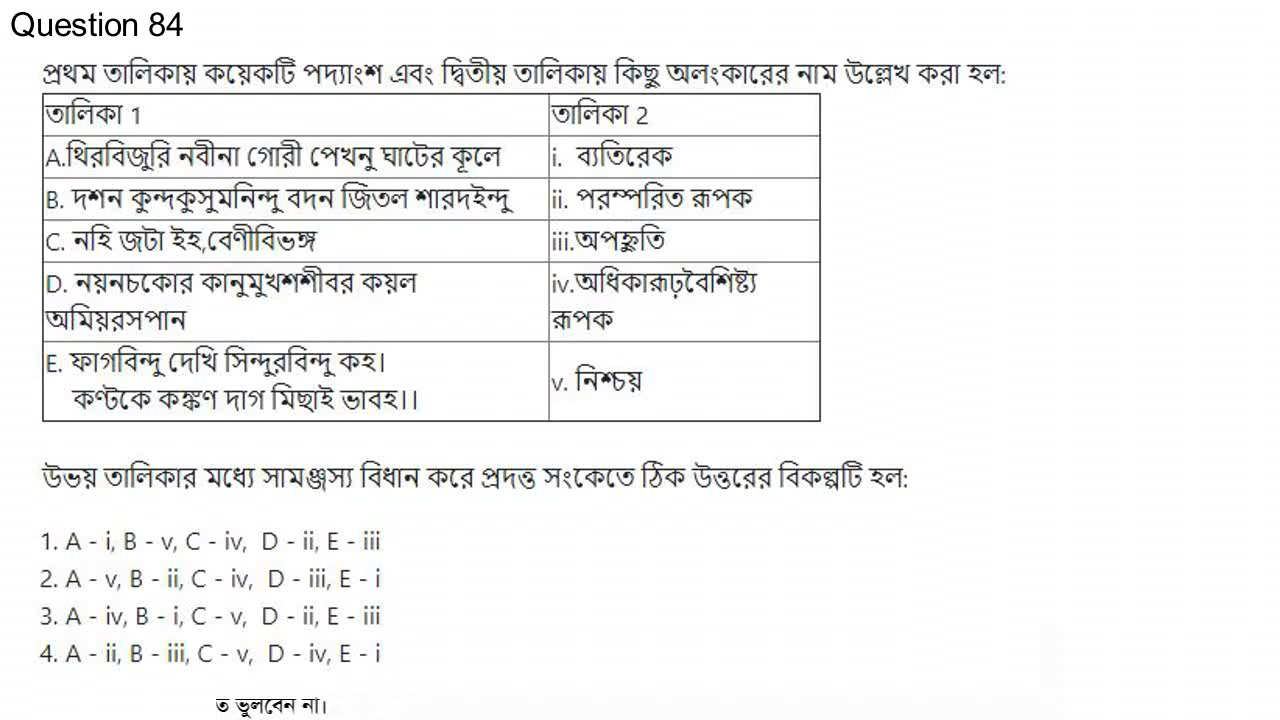 Question 84
প্রথম তালিকায় কয়েকটি পদ্যাংশ এবং দ্বিতীয় তালিকায় কিছু অলংকারের নাম উল্লেখ করা হল:
তালিকা 1 তালিকা 2
A.থিরবিজুরি নবীনা গোরী পেখনু ঘাটের কূলে i. ব্যতিরেক
B. দশন কুন্দকুসুমনিন্দু বদন জিতল শারদইন্দু ii. পরম্পরিত রূপক
C. নহি জটা ইহ,বেণীবিভঙ্গ iii.অপহ্নুতি
D. নয়নচকোর কানুমুখশশীবর কয়ল
অমিয়রসপান
iv.অধিকারূঢ়বৈশিষ্ট্য
রূপক
E. ফাগবিন্দু দেখি সিন্দুরবিন্দু কহ।
কণ্টকে কঙ্কণ দাগ মিছাই ভাবহ।।
v. নিশ্চয়
উভয় তালিকার মধ্যে সামঞ্জস্য বিধান করে প্রদত্ত সংকেতে ঠিক উত্তরের বিকল্পটি হল:
1. A - i, B - v, C - iv, D - ii, E - iii
2. A - v, B - ii, C - iv, D - iii, E - i
3. A - iv, B - i, C - v, D - ii, E - iii
4. A - ii, B - iii, C - v, D - iv, E - i
ত ভুলবেন না।